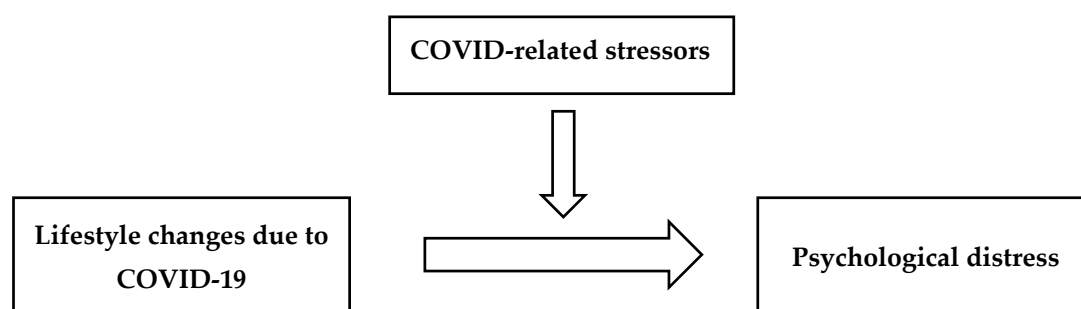 COVID-related stressors
Lifestyle changes due to
COVID-19
Psychological distress